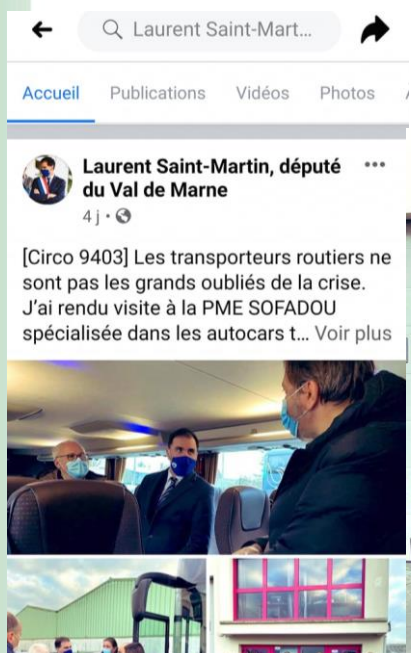 Laurent Saint-Mart...
Accueil Publications Vidéos Photos
Laurent Saint-Martin, député
du Val de Marne
4 j
[Circo 9403] Les transporteurs routiers ne
sont pas les grands oubliés de la crise.
J'ai rendu visite à la PME SOFADOU
spécialisée dans les autocars t... Voir plus